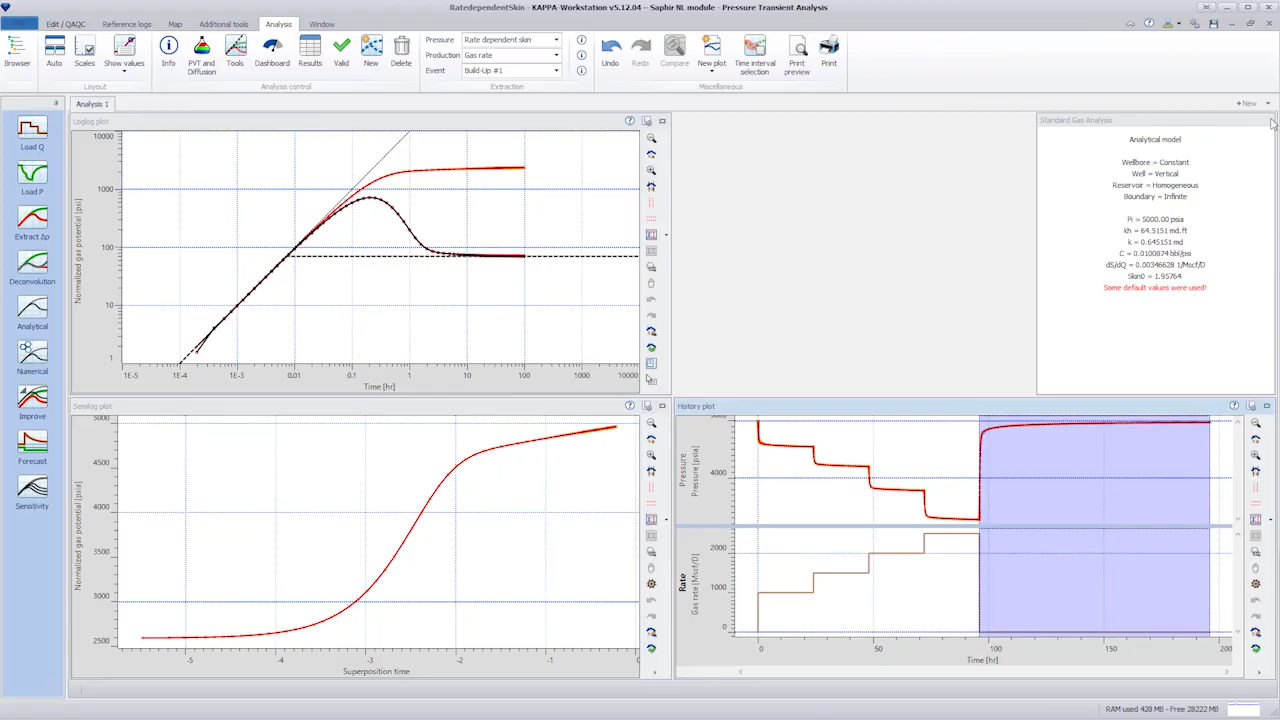 RatedependentSkin - KAPPA-Workstation v5.12.04 – Saphir NL module - Pressure Transient Analysis
Edit / QAQC
Reference logs
Map
Additional tools
Analysis
Window
Browser
Auto
Scales
Show values
Layout
Info
PVT and
Diffusion
Tools
Dashboard
Results
Valid
New
Delete
Analysis control
Pressure
Rate dependent skin
Production
Gas rate
Event
Build-Up #1
Extraction
Undo
Redo
Compare
New plot
Time interval
selection
Print
preview
Print
Miscellaneous
Analysis 1
+New
Load Q
Load P
Extract Δp
Deconvolution
Analytical
Numerical
Improve
Forecast
Sensitivity
Loglog plot
10000
1000
100
10
1
Normalized gas potential [psi]
1E-5
1E-4
1E-3
0.01
0.1
1
10
100
1000
10000
Time [hr]
Standard Gas Analysis
Analytical model
Wellbore = Constant
Well = Vertical
Reservoir = Homogeneous
Boundary = Infinite
Pi = 5000.00 psia
kh = 64.5151 md.ft
k = 0.645151 md
C = 0.0100874 bbl/psi
dS/dQ = 0.00346628 1/Mscf/D
Skin0 = 1.95764
Some default values were used!
Semilog plot
5000
4500
4000
3500
3000
2500
Normalized gas potential [psia]
-5
-4
-3
-2
-1
0
Superposition time
History plot
5000
4000
Pressure
Pressure [psia]
2000
1000
0
Rate
Gas rate [Mscf/D]
0
50
100
150
200
Time [hr]
RAM used 428 MB - Free 28222 MB